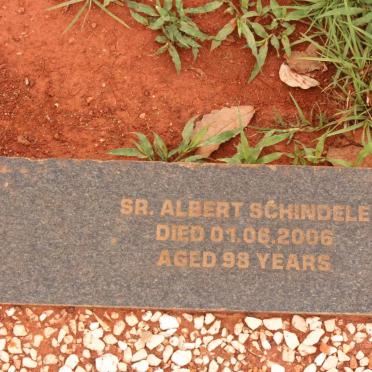 SR. ALBERT SCHINDELE
DIED 01.06.2006
AGED 98 YEARS